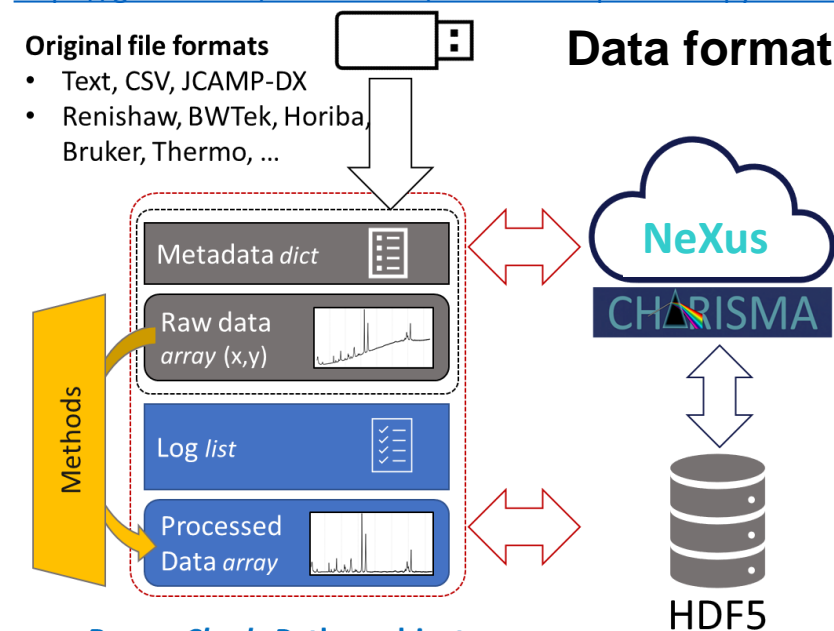 Original file formats
• Text, CSV, JCAMP-DX
• Renishaw, BWTek, Horiba,
Bruker, Thermo, ...
Data format
Metadata dict
Raw data
array (x,y)
Methods
Log list
Processed
Data array
NeXus
CHARISMA
HDF5